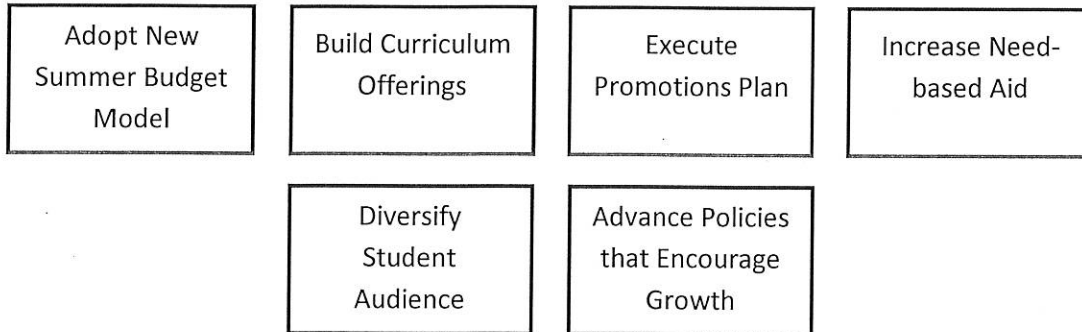 Adopt New
Summer Budget
Model
Build Curriculum
Offerings
Execute
Promotions Plan
Increase Need-
based Aid
Diversify
Student
Audience
Advance Policies
that Encourage
Growth